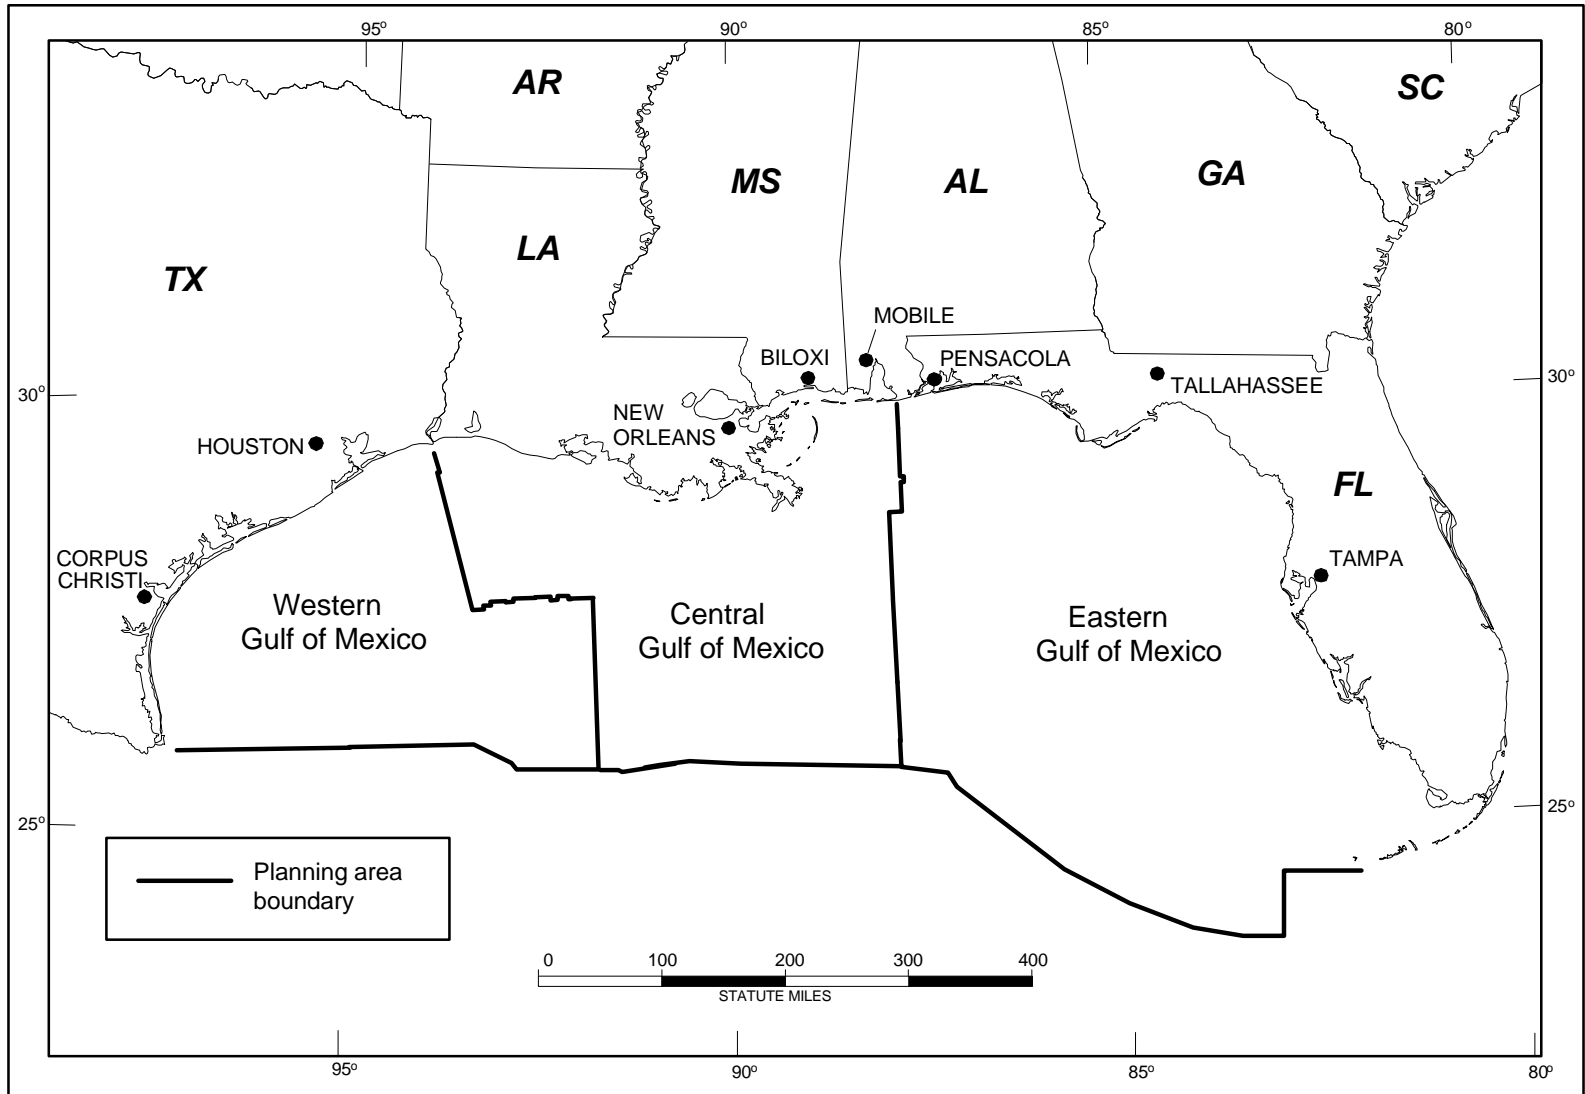 95°
90°
85°
80°
AR
SC
MS
AL
GA
LA
TX
MOBILE
BILOXI
PENSACOLA
TALLAHASSEE
30°
30°
NEW
ORLEANS
HOUSTON
FL
CORPUS
CHRISTI
TAMPA
Western
Gulf of Mexico
Central
Gulf of Mexico
Eastern
Gulf of Mexico
25°
25°
Planning area
boundary
0 100 200 300 400
STATUTE MILES
95°
90°
85°
80°